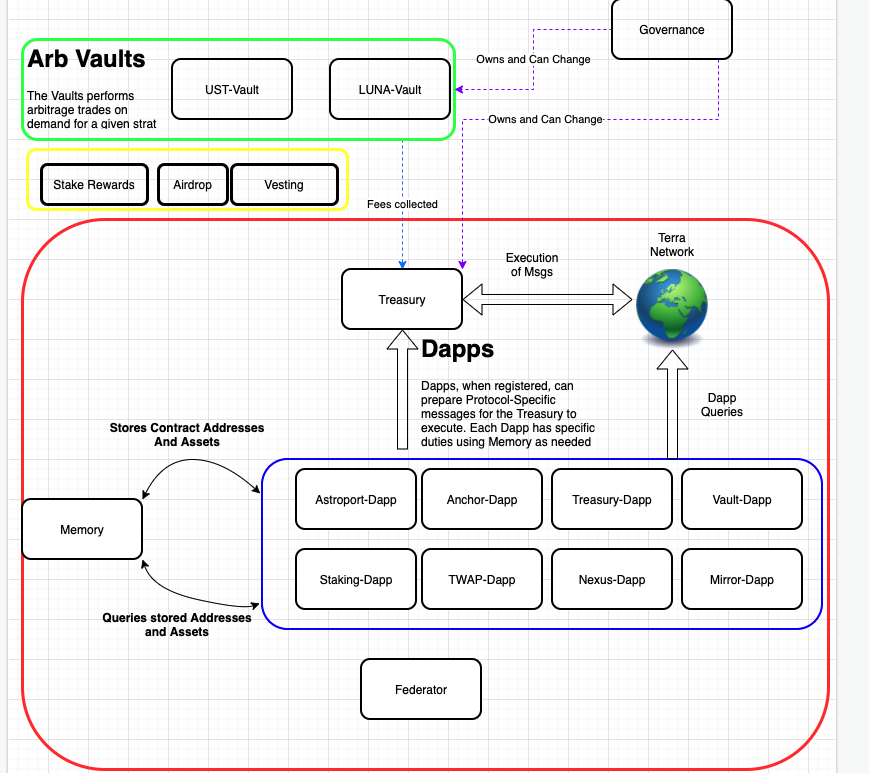 Governance
Arb Vaults
The Vaults performs
arbitrage trades on
demand for a given strat
UST-Vault
LUNA-Vault
Owns and Can Change
Owns and Can Change
Stake Rewards
Airdrop
Vesting
Fees collected
Treasury
Execution
of Msgs
Terra
Network
Dapps
Dapps, when registered, can
prepare Protocol-Specific
messages for the Treasury to
execute. Each Dapp has specific
duties using Memory as needed
Dapp
Queries
Stores Contract Addresses
And Assets
Memory
Queries stored Addresses
and Assets
Astroport-Dapp
Anchor-Dapp
Treasury-Dapp
Vault-Dapp
Staking-Dapp
TWAP-Dapp
Nexus-Dapp
Mirror-Dapp
Federator